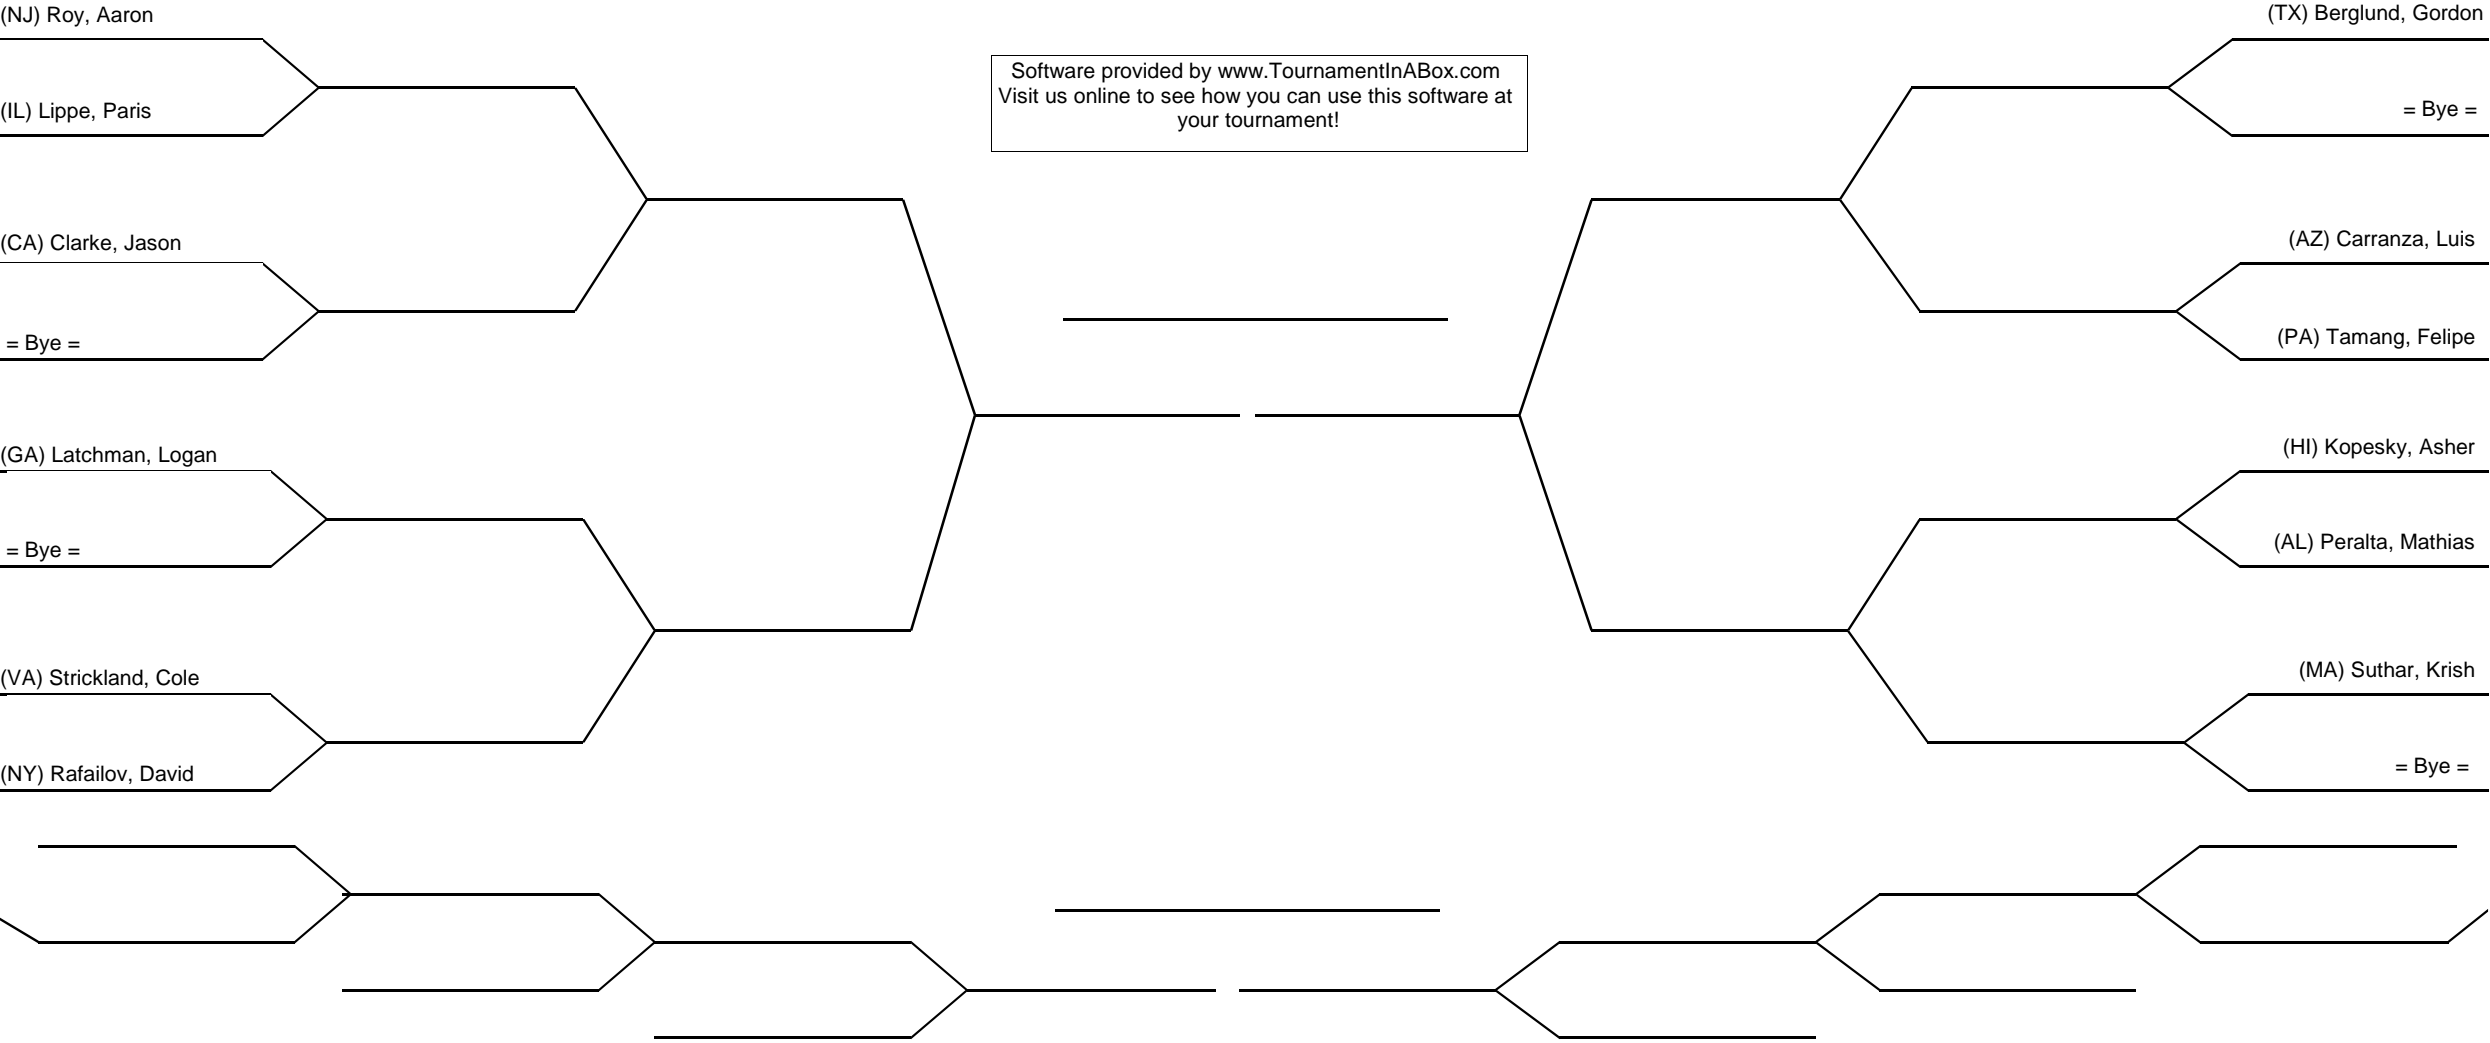 (NJ) Roy, Aaron
(IL) Lippe, Paris
(CA) Clarke, Jason
= Bye =
(GA) Latchman, Logan
= Bye =
(VA) Strickland, Cole
(NY) Rafailov, David
Software provided by www.TournamentInABox.com
Visit us online to see how you can use this software at
your tournament!
(TX) Berglund, Gordon
= Bye =
(AZ) Carranza, Luis
(PA) Tamang, Felipe
(HI) Kopesky, Asher
(AL) Peralta, Mathias
(MA) Suthar, Krish
= Bye =